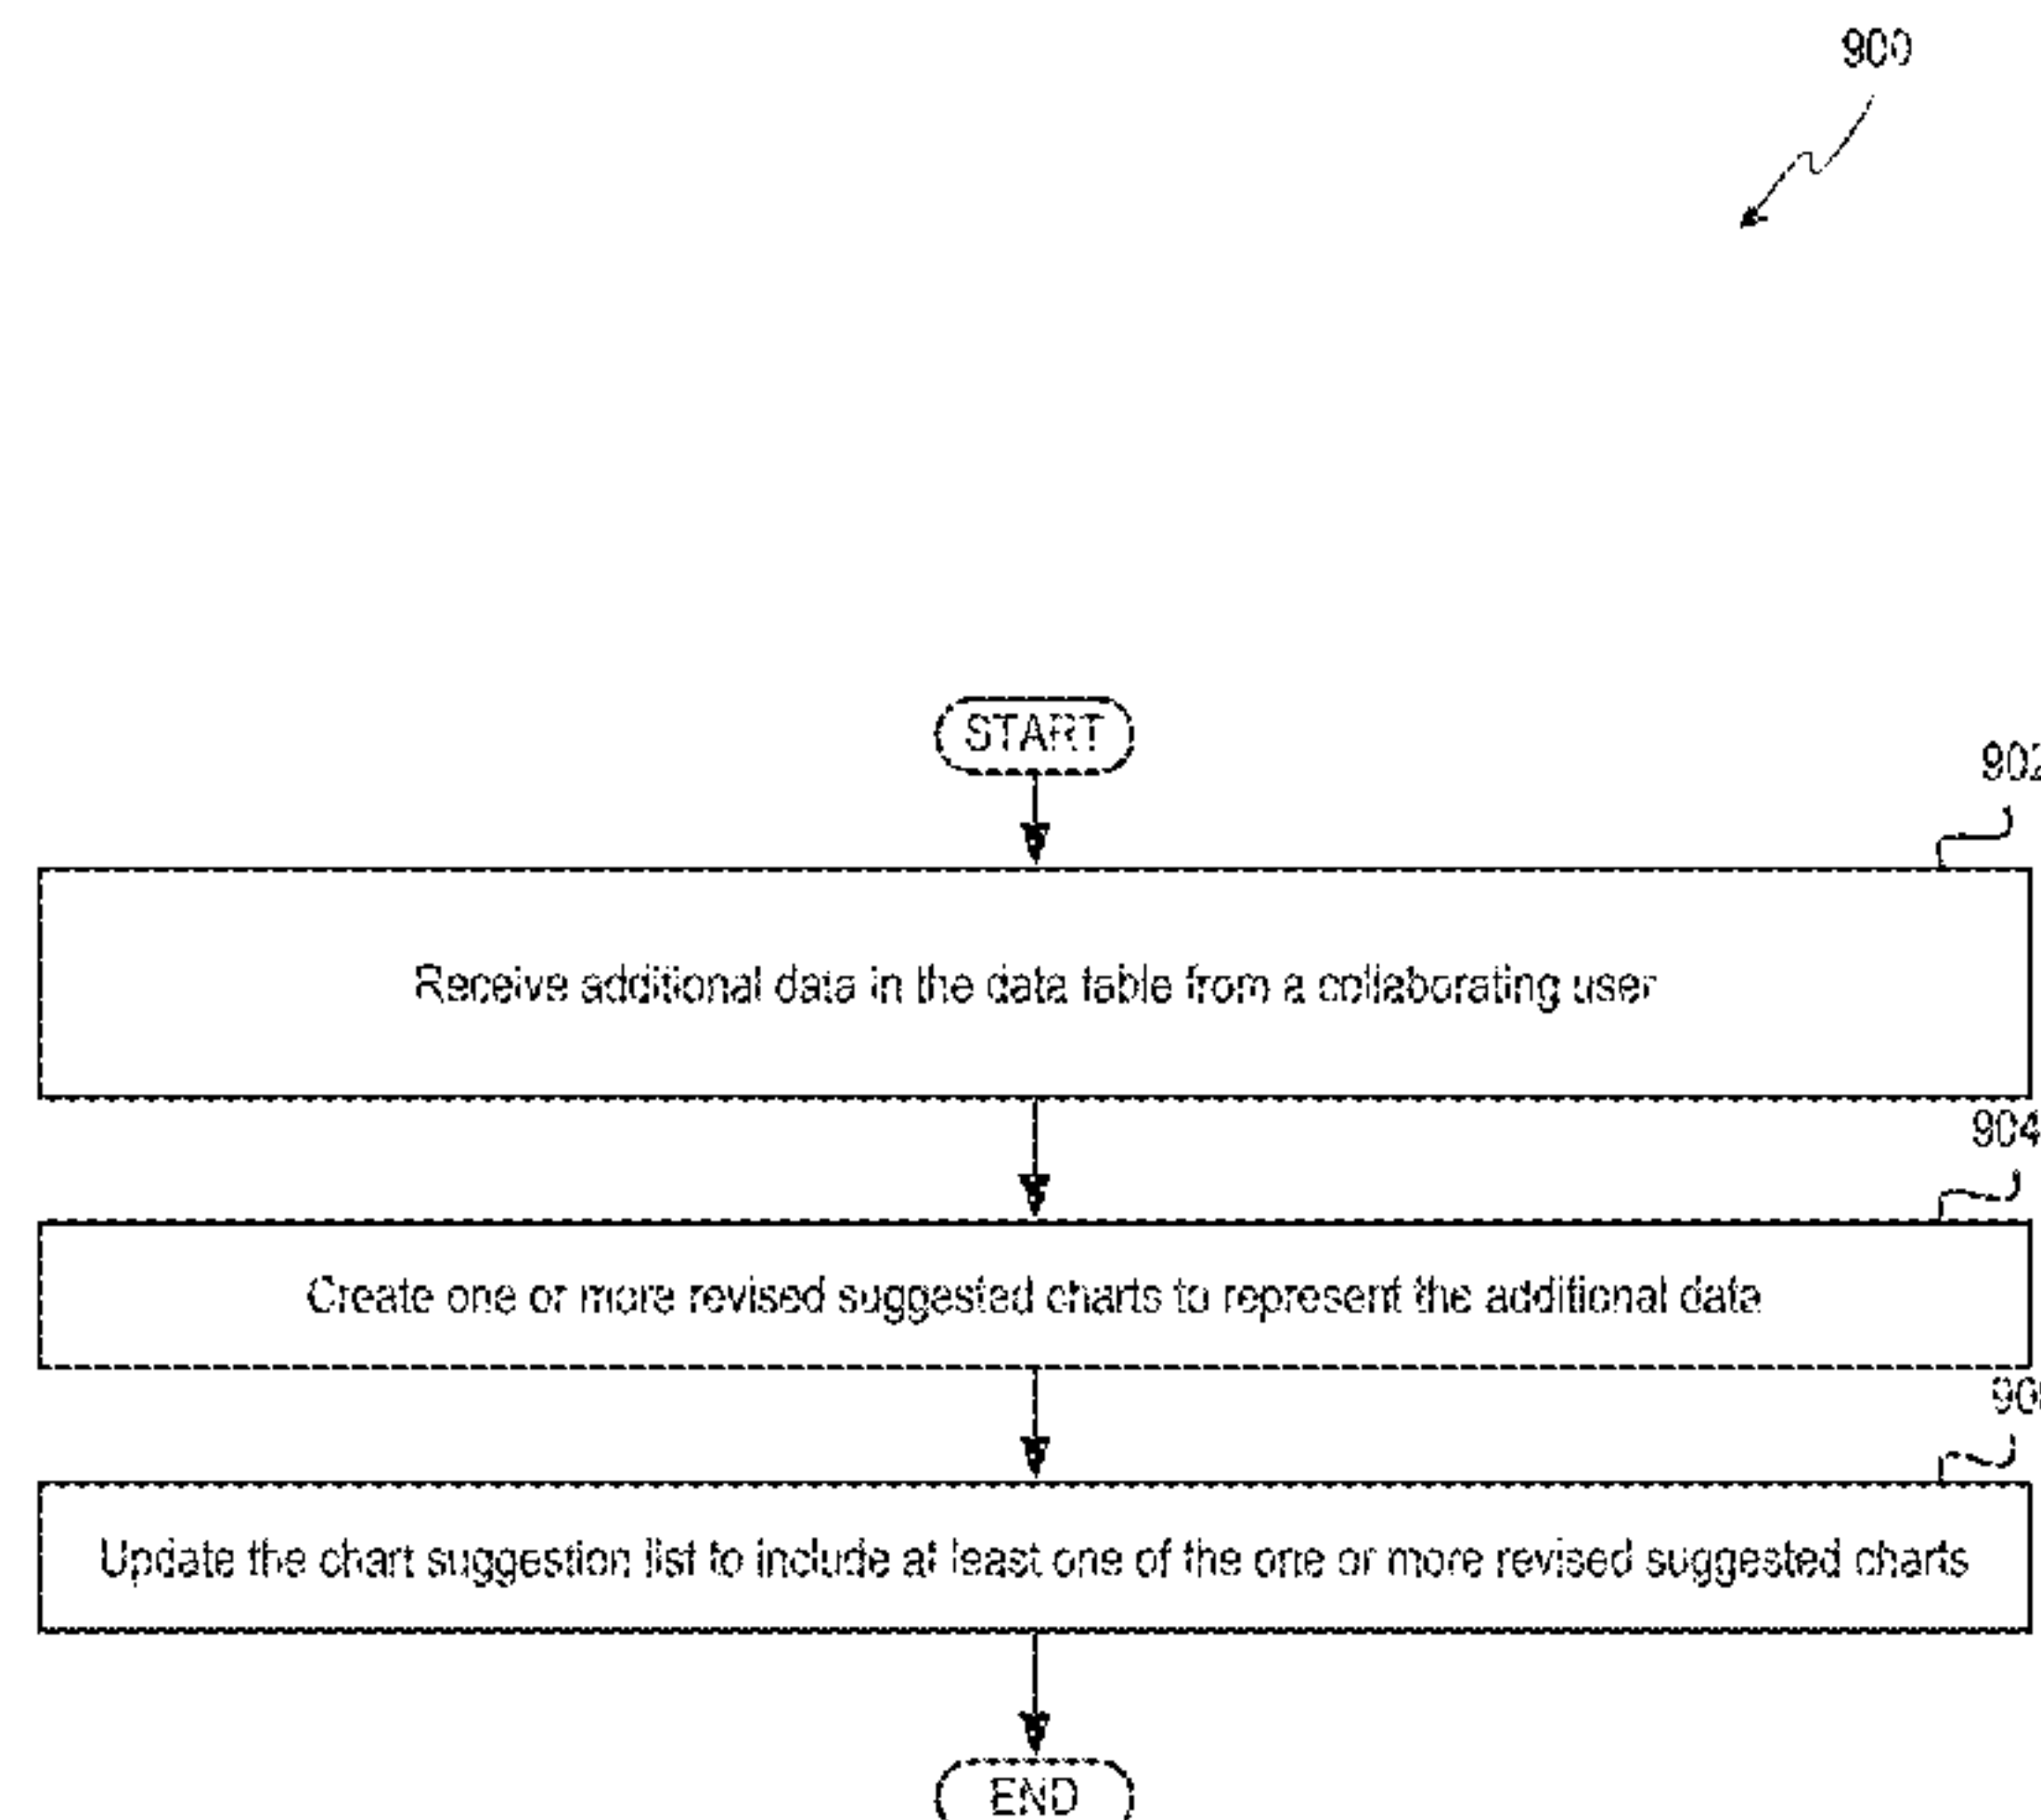 900
START
902
Receive additional data in the data table from a collaborating user
904
Create one or more revised suggested charts to represent the additional data
Update the chart suggestion list to include at least one of the one or more revised suggested charts
END